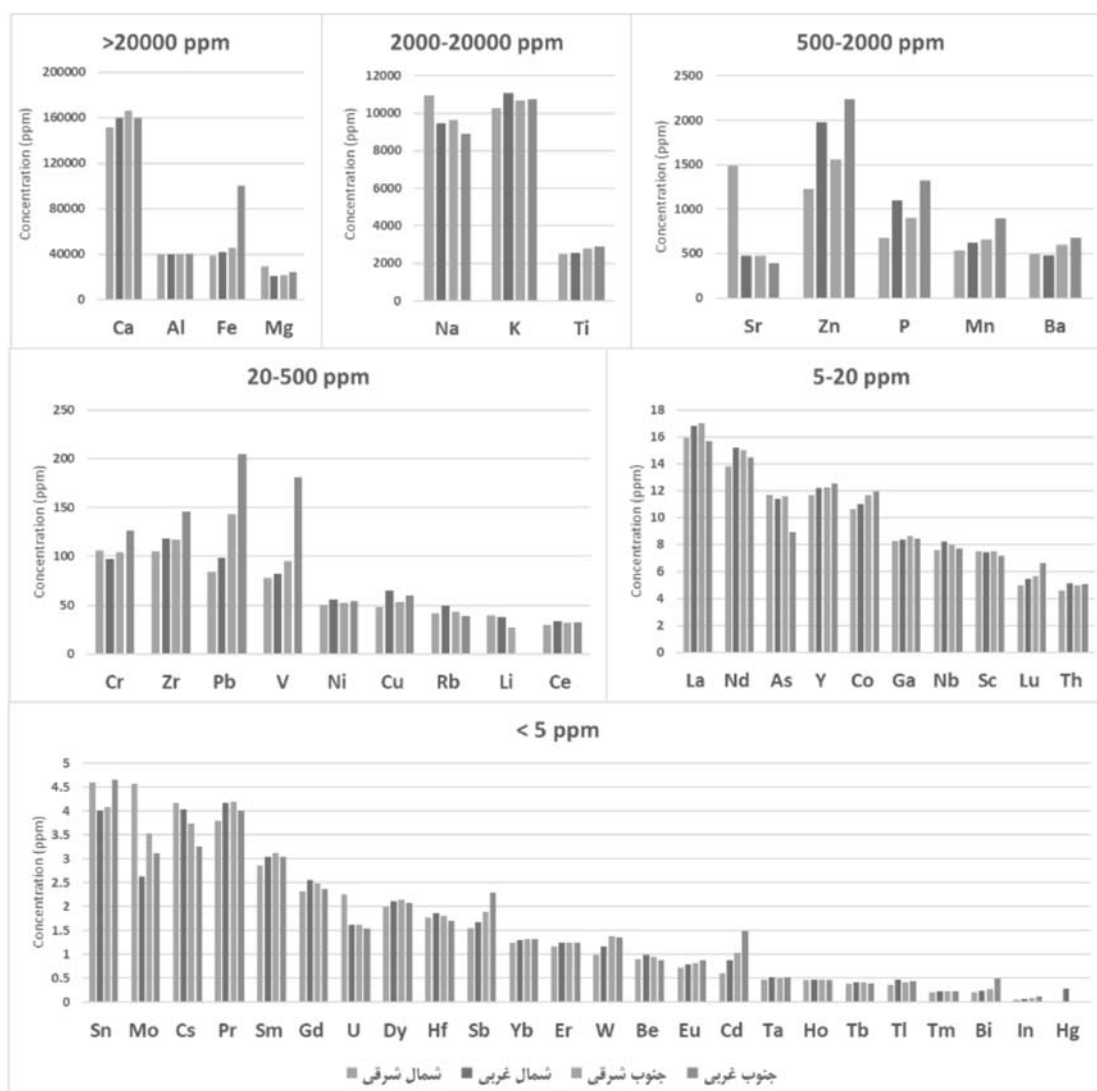 >20000 ppm
Concentration (ppm)
200000
160000
120000
80000
40000
0
Ca Al Fe Mg
2000-20000 ppm
Concentration (ppm)
12000
10000
8000
6000
4000
2000
0
Na K Ti
500-2000 ppm
Concentration (ppm)
2500
2000
1500
1000
500
0
Sr Zn P Mn Ba
20-500 ppm
Concentration (ppm)
250
200
150
100
50
0
Cr Zr Pb V Ni Cu Rb Li Ce
5-20 ppm
Concentration (ppm)
18
16
14
12
10
8
6
4
2
0
La Nd As Y Co Ga Nb Sc Lu Th
< 5 ppm
Concentration (ppm)
5
4.5
4
3.5
3
2.5
2
1.5
1
0.5
0
Sn Mo Cs Pr Sm Gd U Dy Hf Sb Yb Er W Be Eu Cd Ta Ho Tb Tl Tm Bi In Hg
شمال شرقی شمال غربی جنوب شرقی جنوب غربی